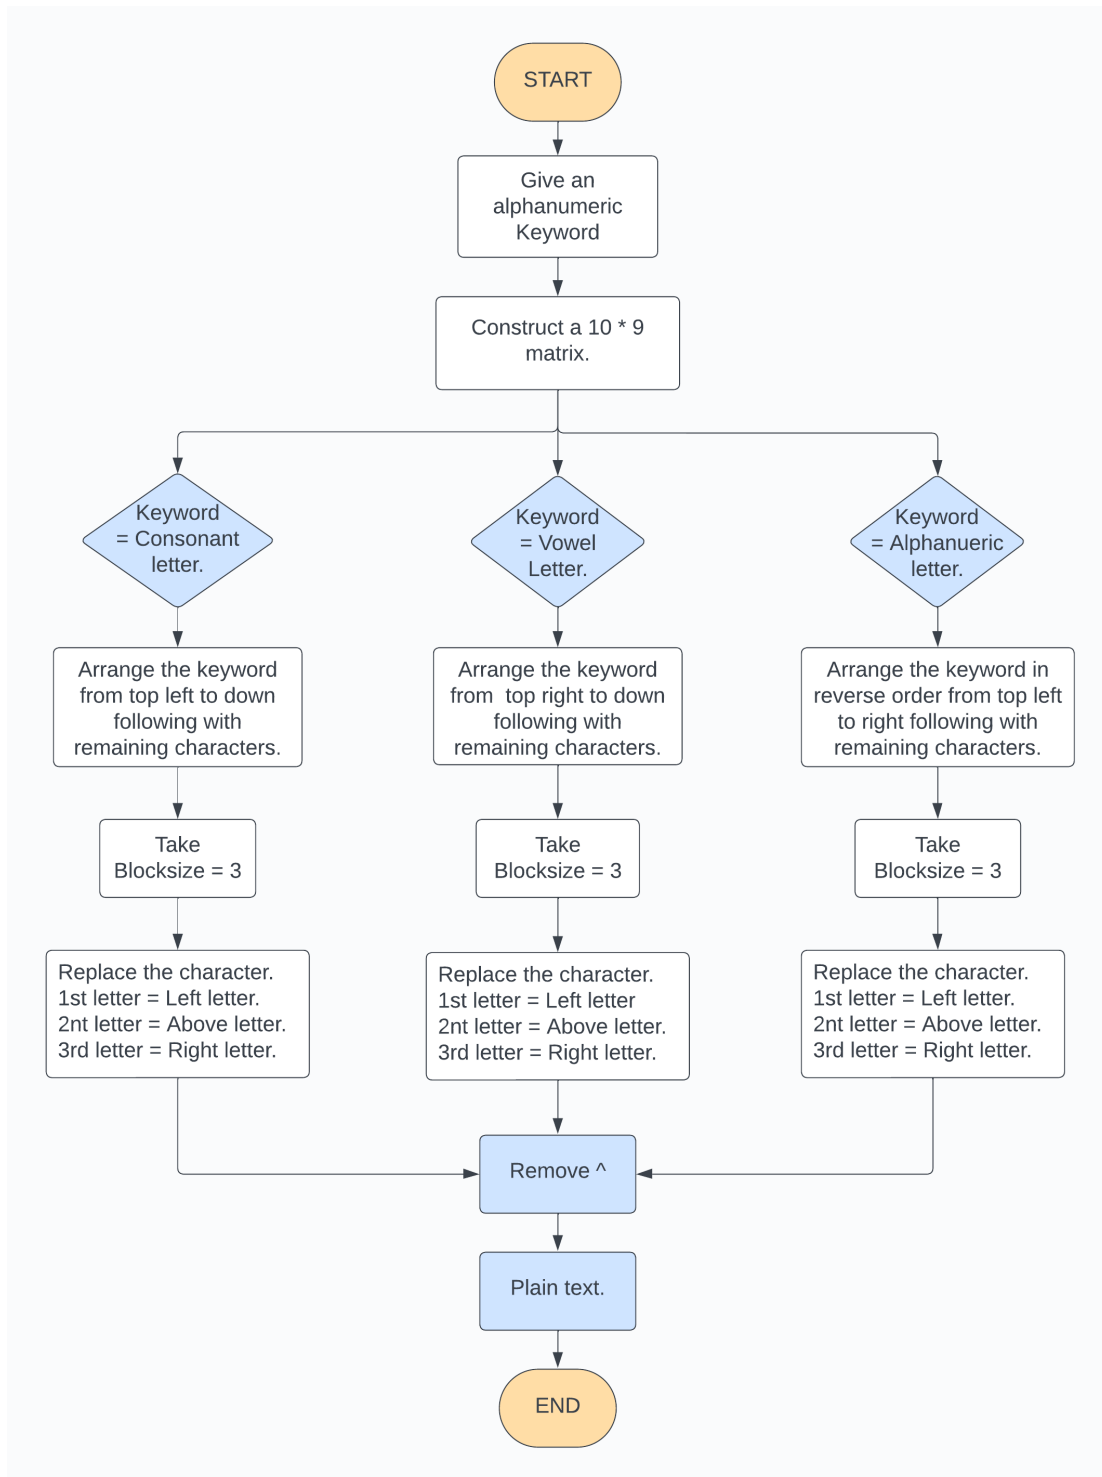 START
Give an
alphanumeric
Keyword
Construct a 10 * 9
matrix.
Keyword
= Consonant
letter.
Keyword
= Vowel
Letter.
Keyword
= Alphanueric
letter.
Arrange the keyword
from top left to down
following with
remaining characters.
Arrange the keyword
from top right to down
following with
remaining characters.
Arrange the keyword in
reverse order from top left
to right following with
remaining characters.
Take
Blocksize = 3
Take
Blocksize = 3
Take
Blocksize = 3
Replace the character.
1st letter = Left letter.
2nt letter = Above letter.
3rd letter = Right letter.
Replace the character.
1st letter = Left letter
2nt letter = Above letter.
3rd letter = Right letter.
Replace the character.
1st letter = Left letter.
2nt letter = Above letter.
3rd letter = Right letter.
Remove ^
Plain text.
END